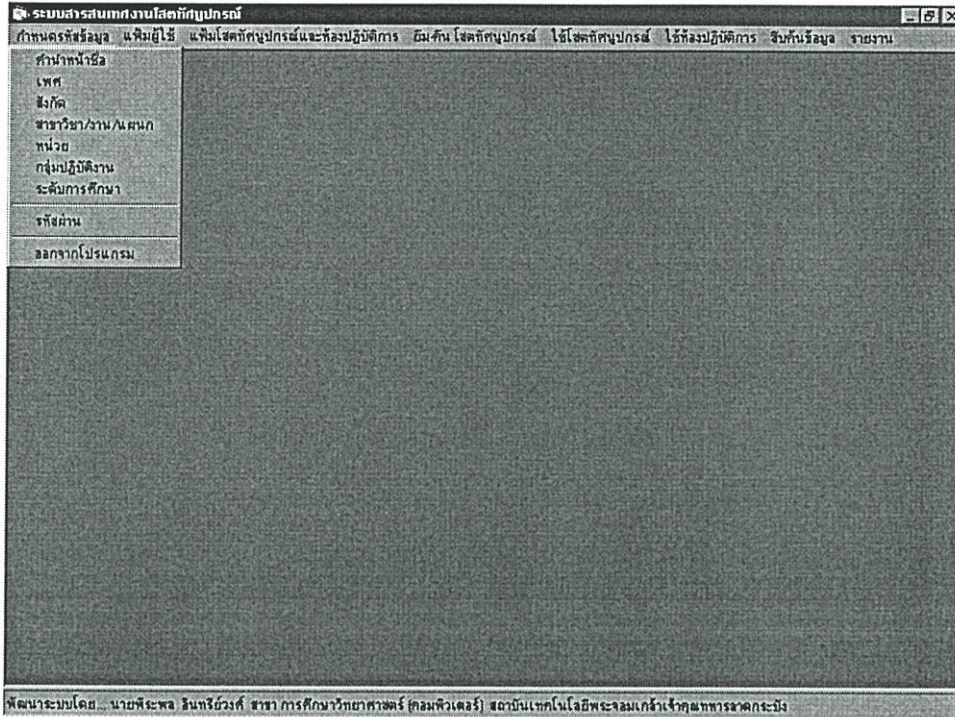 ระบบสารสนเทศงานโสตทัศนูปกรณ์
กำหนดรหัสข้อมูล แฟ้มผู้ใช้ แฟ้มโสตทัศนูปกรณ์และห้องปฏิบัติการ ยืม-คืน โสตทัศนูปกรณ์ ใช้โสตทัศนูปกรณ์ ใช้ห้องปฏิบัติการ สืบค้นข้อมูล รายงาน
คำนำหน้าชื่อ
เพศ
สังกัด
สาขาวิชา/งาน/แผนก
หน่วย
กลุ่มปฏิบัติงาน
ระดับการศึกษา
รหัสผ่าน
ออกจากโปรแกรม
พัฒนาระบบโดย... นายพีระพล อินทรีย์วงศ์ สาขา การศึกษาวิทยาศาสตร์ (คอมพิวเตอร์) สถาบันเทคโนโลยีพระจอมเกล้าเจ้าคุณทหารลาดกระบัง